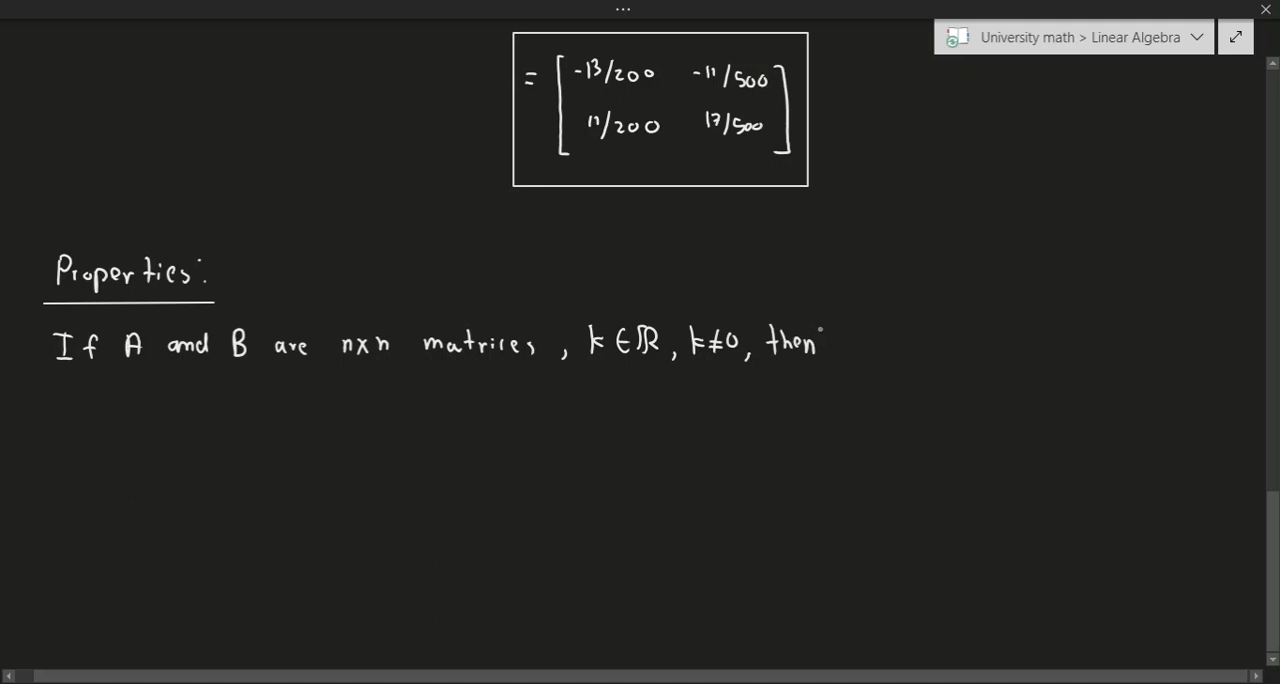 ...
University math > Linear Algebra
= [ -13/200 -11/500
11/200 17/500 ]
Properties:
If A and B are n×n matrices, k∈ℝ, k≠0, then